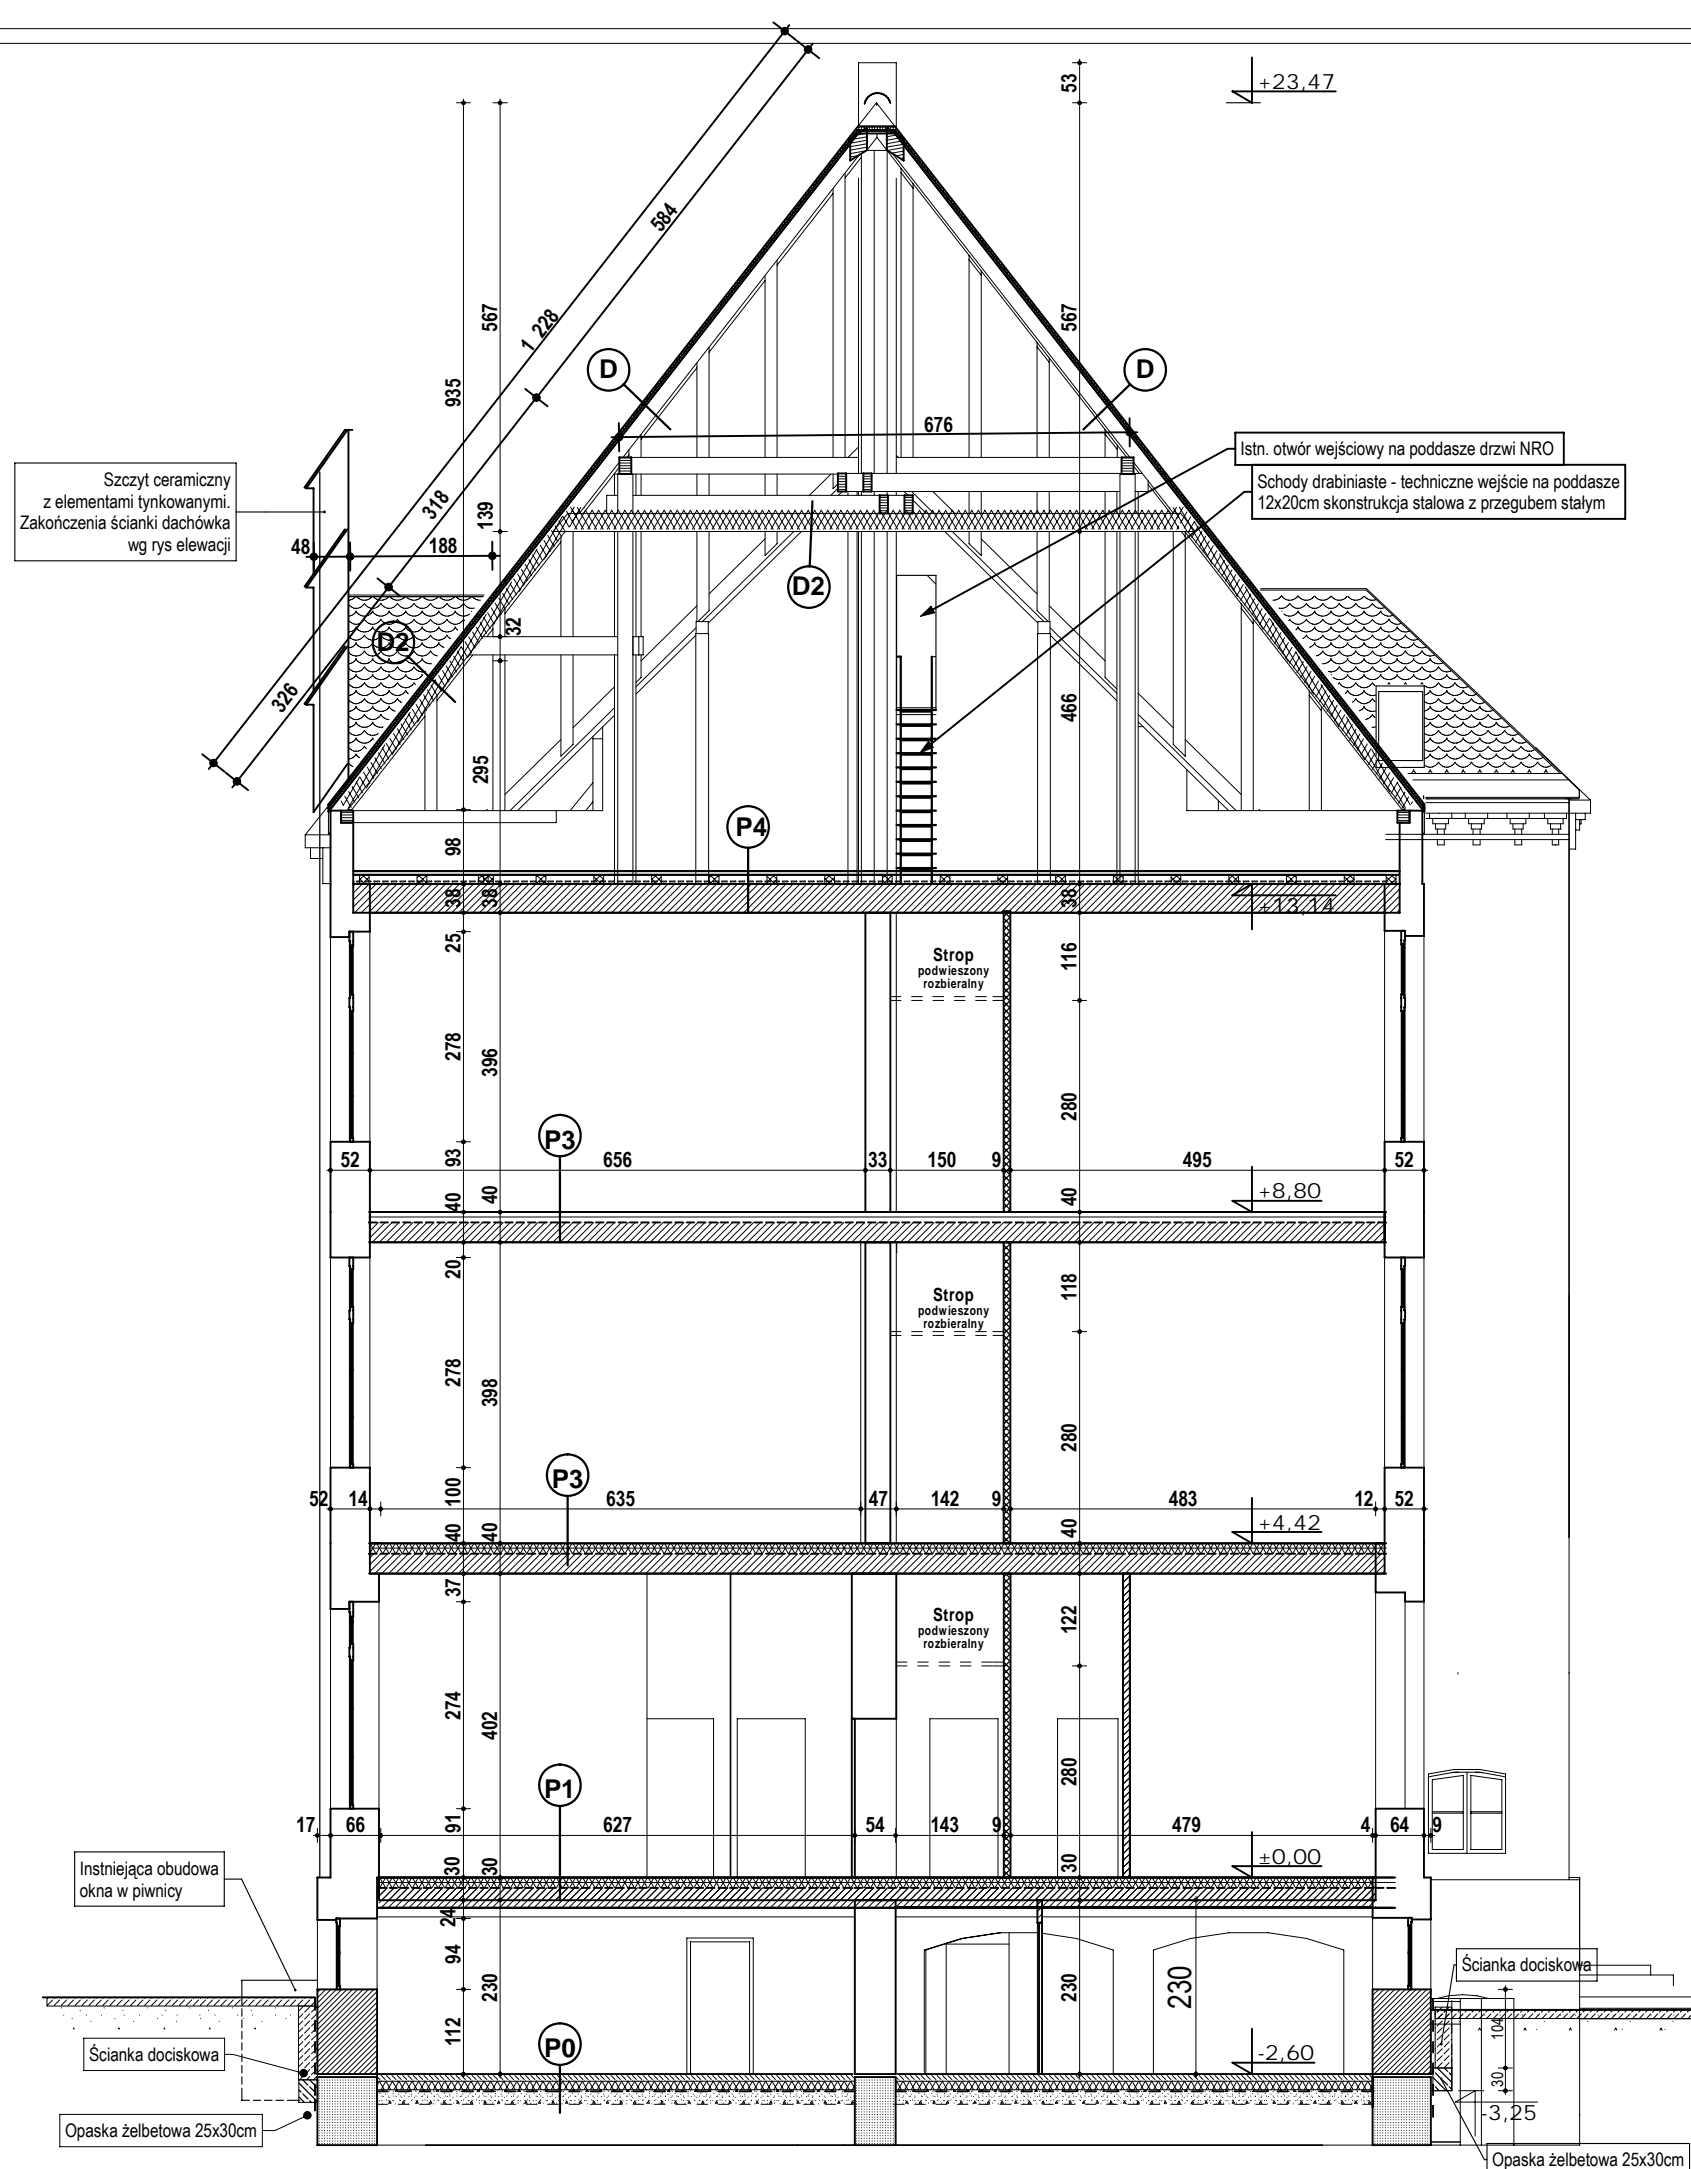 53
+23,47
584
1 228
567
567
935
D
D
676
Istn. otwór wejściowy na poddasze drzwi NRO
Schody drabiniaste - techniczne wejście na poddasze
12x20cm skonstrukcja stalowa z przegubem stałym
Szczyt ceramiczny
z elementami tynkowanymi.
Zakończenia ścianki dachówka
wg rys elewacji
318
139
48
188
D2
32
D2
326
466
295
P4
98
38
38
38
+13,14
25
Strop
podwieszony
rozbieralny
116
278
396
280
P3
93
52
656
33
150
9
495
52
40
40
40
+8,80
20
Strop
podwieszony
rozbieralny
118
278
398
280
P3
100
52
14
635
47
142
9
483
12
52
40
40
40
+4,42
37
Strop
podwieszony
rozbieralny
122
274
402
280
P1
91
17
66
627
54
143
9
479
4
64
9
30
30
30
±0,00
Instniejąca obudowa
okna w piwnicy
24
94
230
230
230
Ścianka dociskowa
112
104
Ścianka dociskowa
P0
-2,60
30
-3,25
Opaska żelbetowa 25x30cm
Opaska żelbetowa 25x30cm